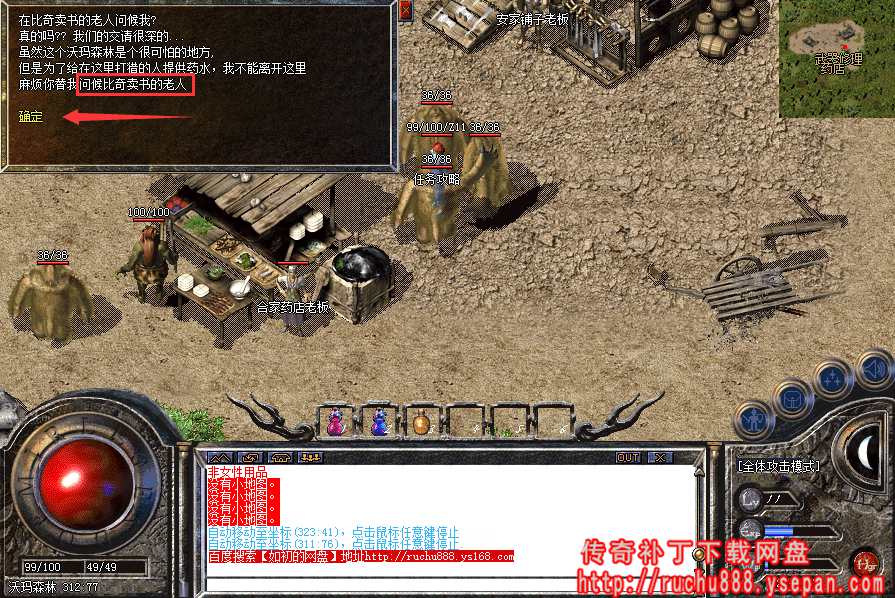 在比奇卖书的老人问候我?
真的吗?? 我们的交请很深的...
虽然这个沃玛森林是个很可怕的地方,
但是为了给在这里打猎的人提供药水, 我不能离开这里
麻烦你替我问候比奇卖书的老人
确定
安家铺子老板
武器修理
药店
36/36
99/100/Z11 36/36
36/36
任务攻略
100/100
36/36
合家药店老板
OUT
非女性用品
没有小地图。
没有小地图。
没有小地图。
没有小地图。
自动移动至坐标(323:41), 点击鼠标任意键停止
自动移动至坐标(311:76), 点击鼠标任意键停止
百度搜索【如初的网盘】地址http://ruchu888.ys168.com
[全体攻击模式]
99/100
49/49
沃玛森林 312:77
传奇补丁下载网盘
http://ruchu888.ysepan.com